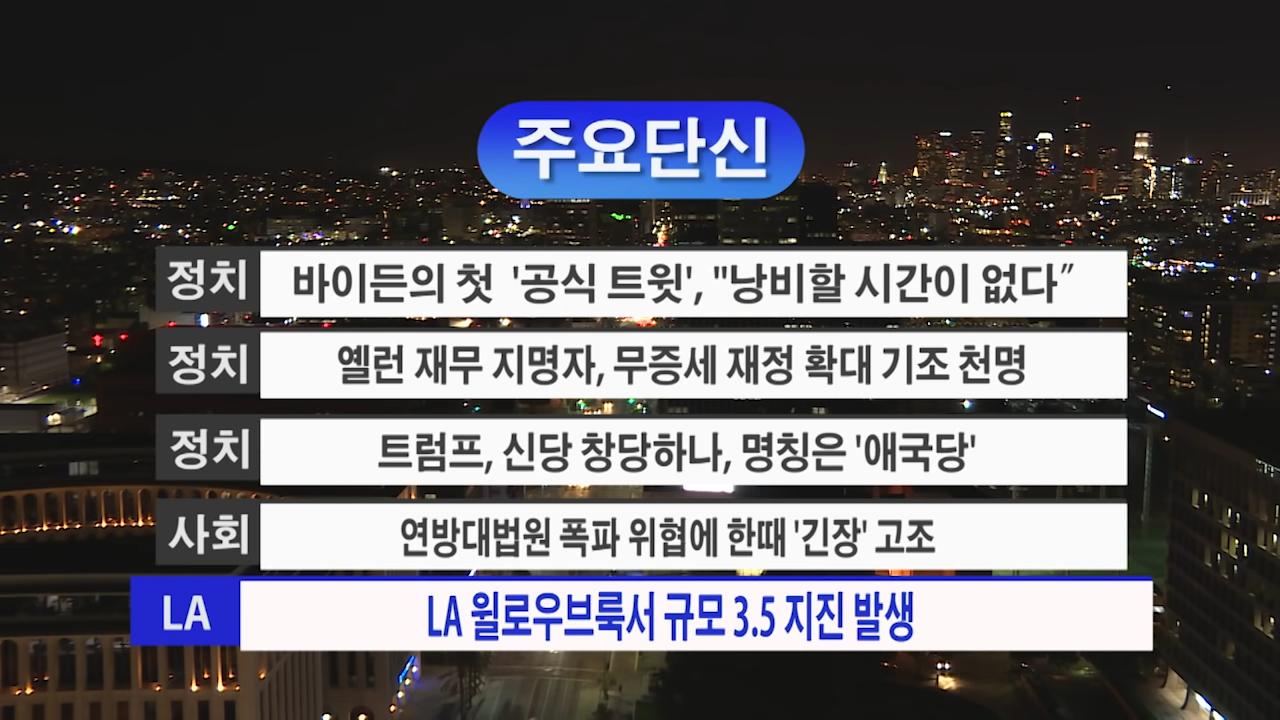 주요단신
정치 바이든의 첫 '공식 트윗', "낭비할 시간이 없다"
정치 옐런 재무 지명자, 무증세 재정 확대 기조 천명
정치 트럼프, 신당 창당하나, 명칭은 '애국당'
사회 연방대법원 폭파 위협에 한때 '긴장' 고조
LA LA 윌로우브룩서 규모 3.5 지진 발생